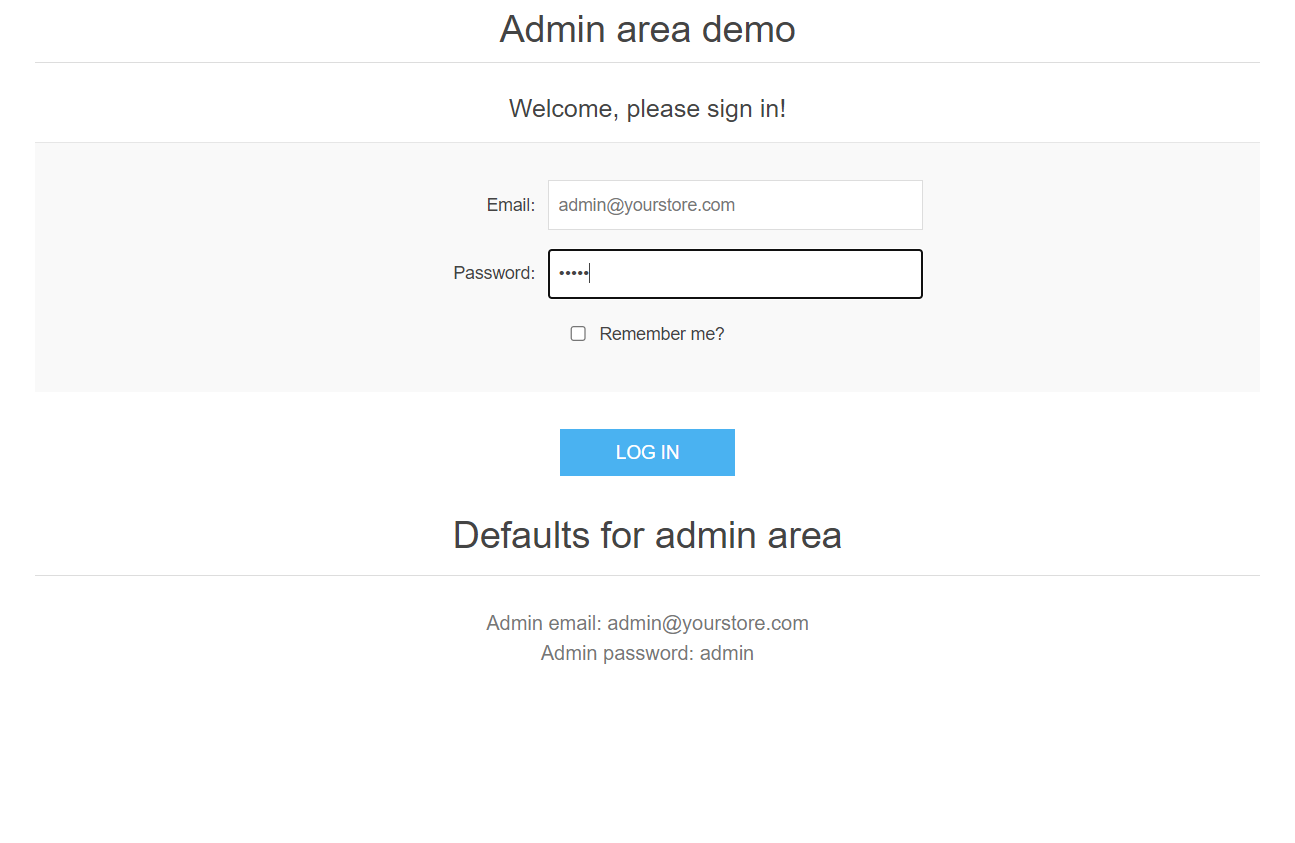 Admin area demo
Welcome, please sign in!
Email: admin@yourstore.com
Password: •••••
Remember me?
LOG IN
Defaults for admin area
Admin email: admin@yourstore.com
Admin password: admin